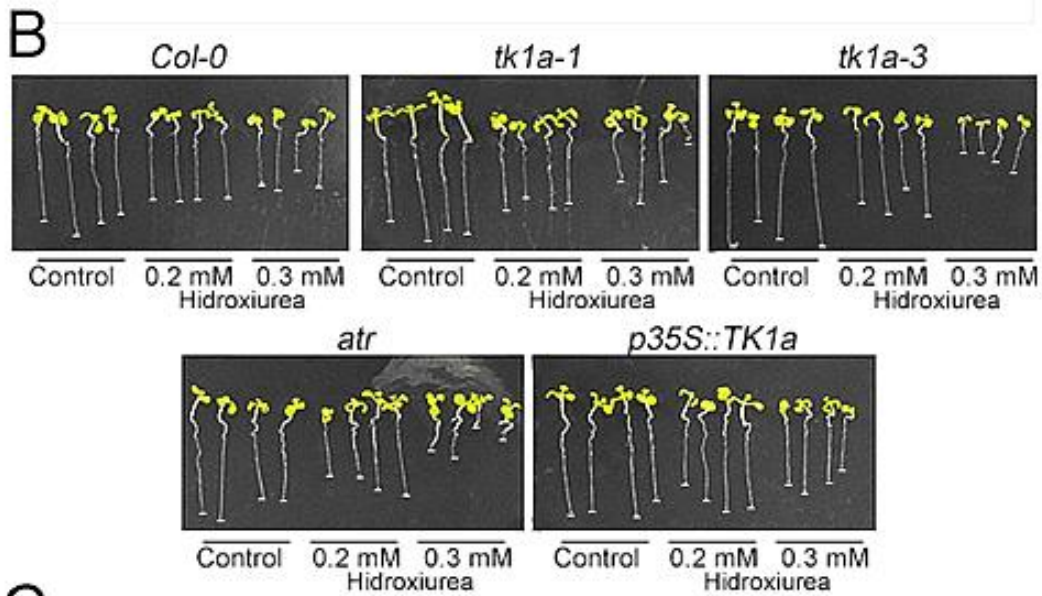 B
Col-0 tk1a-1 tk1a-3
Control 0.2 mM 0.3 mM Control 0.2 mM 0.3 mM Control 0.2 mM 0.3 mM
Hidroxiurea Hidroxiurea Hidroxiurea
atr p35S::TK1a
Control 0.2 mM 0.3 mM Control 0.2 mM 0.3 mM
Hidroxiurea Hidroxiurea